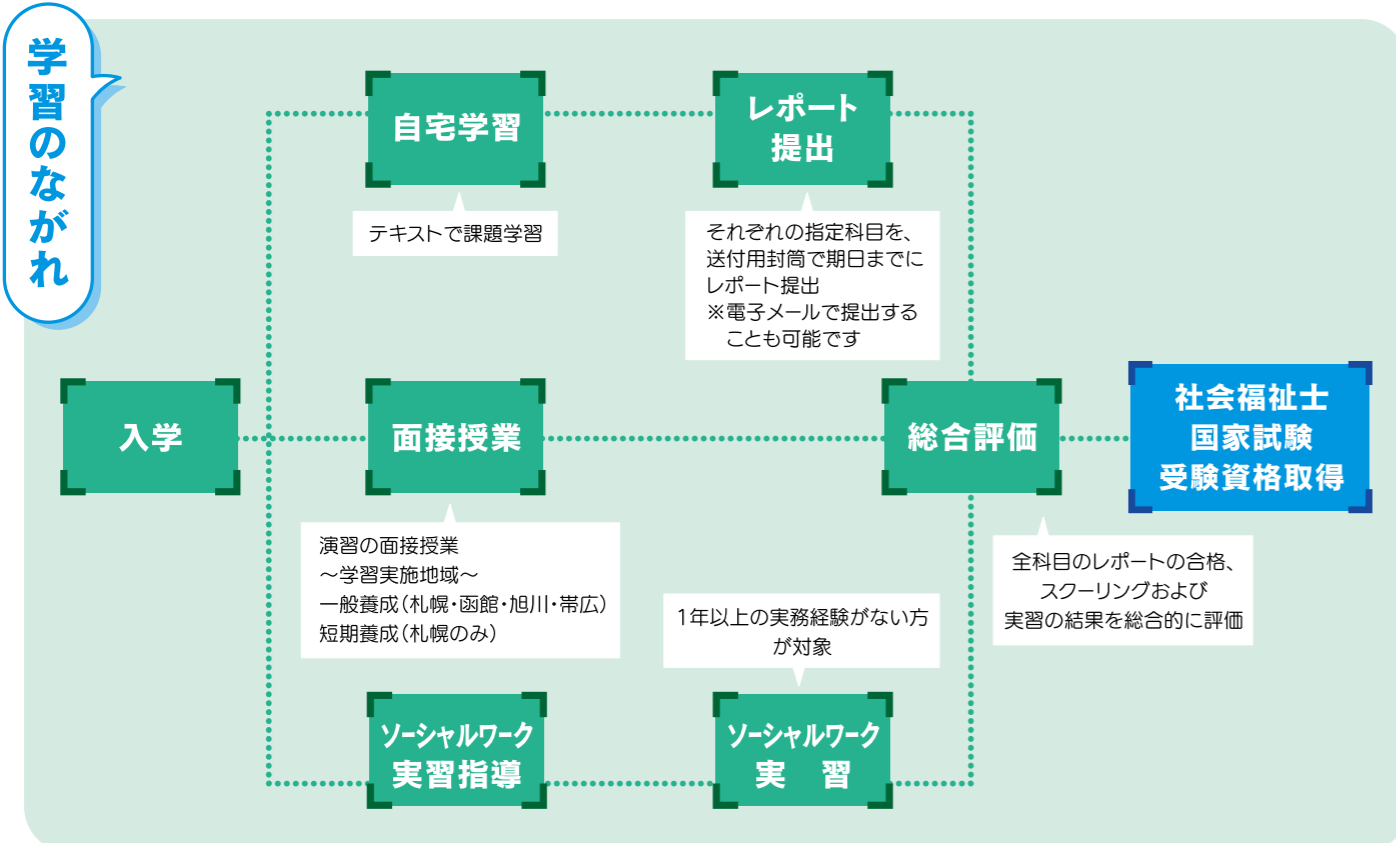 学習のながれ
自宅学習
テキストで課題学習
レポート
提出
それぞれの指定科目を、
送付用封筒で期日までに
レポート提出
※電子メールで提出する
ことも可能です
入学
面接授業
演習の面接授業
~学習実施地域~
一般養成(札幌・函館・旭川・帯広)
短期養成(札幌のみ)
総合評価
全科目のレポートの合格、
スクーリングおよび
実習の結果を総合的に評価
社会福祉士
国家試験
受験資格取得
ソーシャルワーク
実習指導
1年以上の実務経験がない方
が対象
ソーシャルワーク
実 習